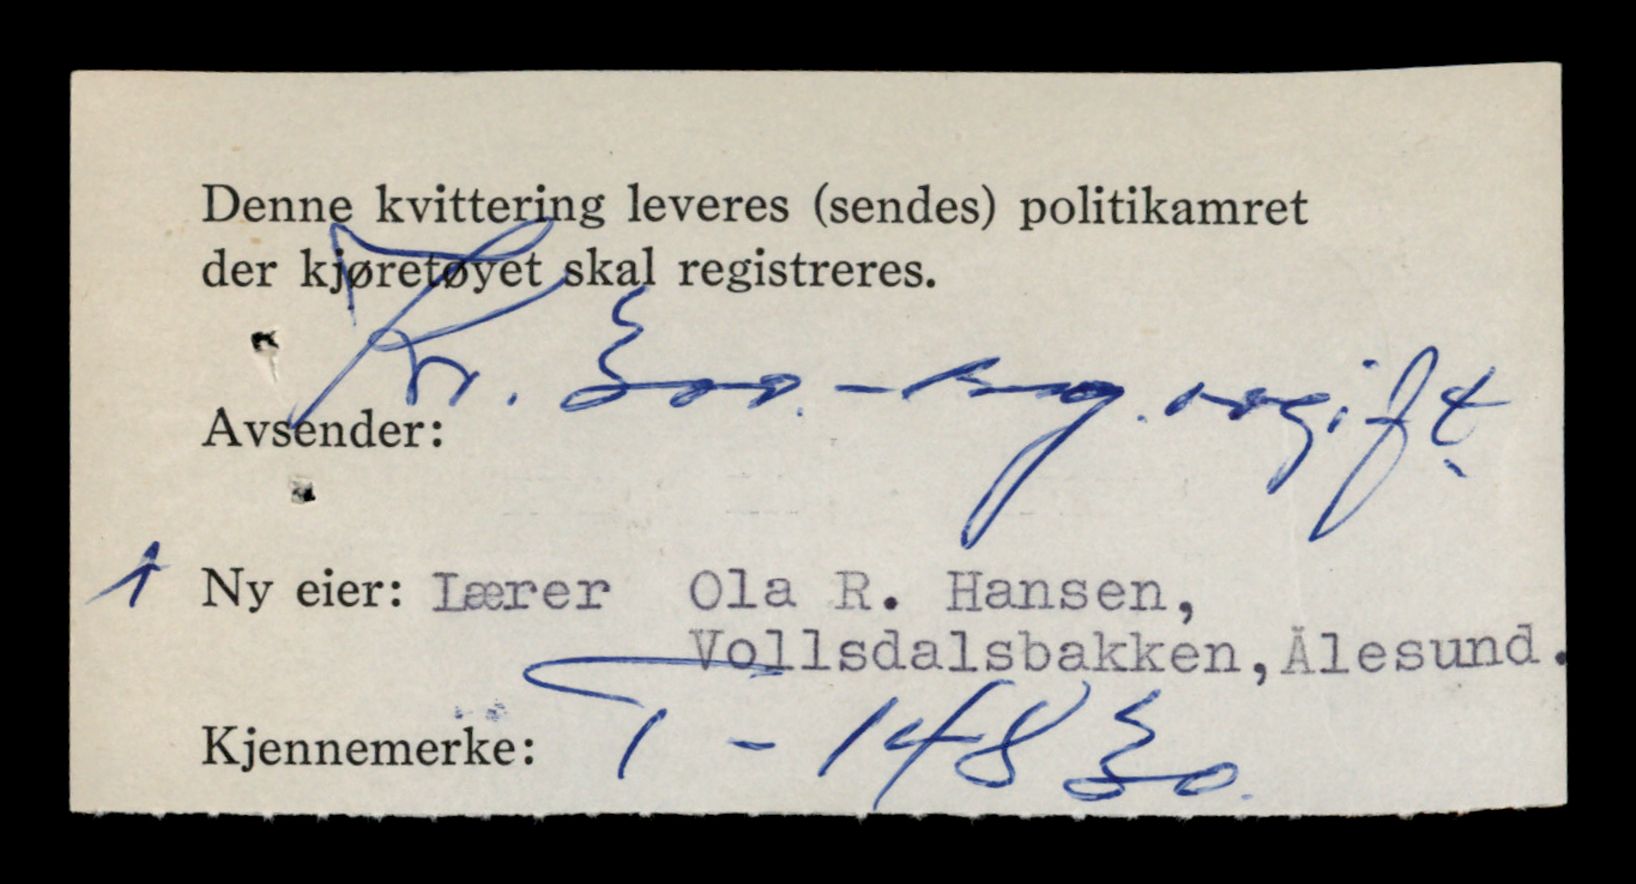 Denne kvittering leveres (sendes) politikamret
der kjøretøyet skal registreres.
Kr. 300.- reg. avgift
Avsender:
1 Ny eier: Lærer Ola R. Hansen,
Vollsdalsbakken, Ålesund.
Kjennemerke: T - 14830.